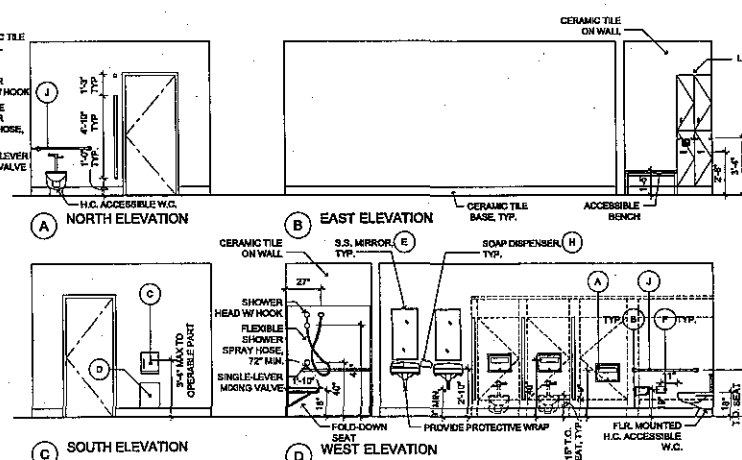 IC TILE
HOOK
HOSE,
LEVER
VALVE
J
1'-3"
TYP.
4'-10"
TYP
1'-0"
TYP.
H.C. ACCESSIBLE W.C.
A NORTH ELEVATION
B EAST ELEVATION
CERAMIC TILE
BASE, TYP.
CERAMIC TILE
ON WALL
L
ACCESSIBLE
BENCH
2'-6"
3'-4"
C
D
3'-4" MAX TO
OPERABLE PART
C SOUTH ELEVATION
CERAMIC TILE
ON WALL
27"
SHOWER
HEAD W/ HOOK
FLEXIBLE
SHOWER
SPRAY HOSE,
72" MIN.
1'-10"
SINGLE-LEVER
MIXING VALVE
18"
40"
FOLD-DOWN
SEAT
D WEST ELEVATION
S.S. MIRROR,
TYP.
E
SOAP DISPENSER,
TYP.
H
A
J
TYP. B
F TYP.
2'-10"
PROVIDE PROTECTIVE WRAP
15" T.O.
SEAT, TYP.
19"
18"
T.O. SEAT
FLR. MOUNTED
H.C. ACCESSIBLE
W.C.